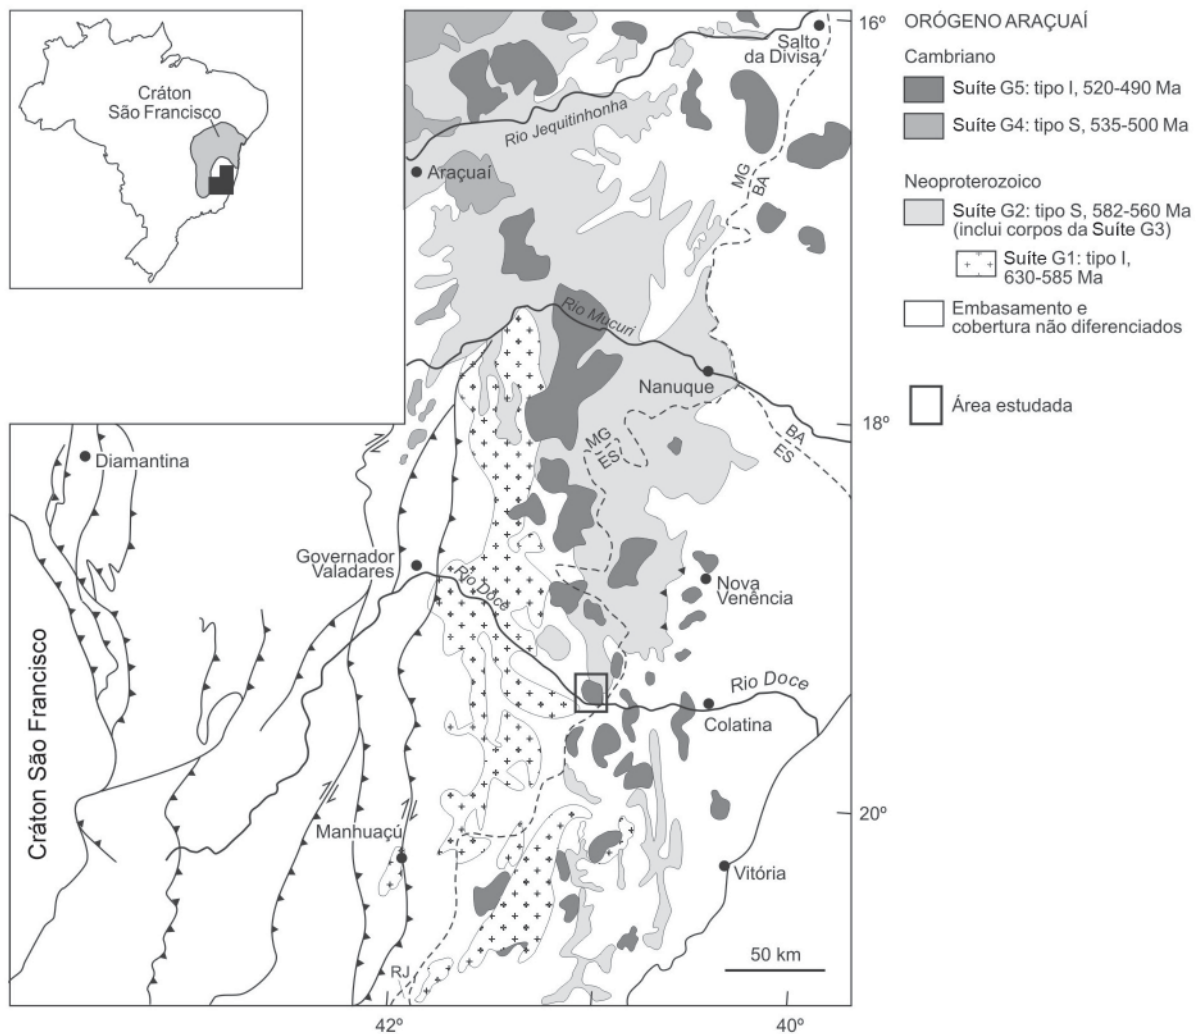 Cráton
São Francisco
Salto
da Divisa
Rio Jequitinhonha
Araçuaí
MG
BA
Rio Mucuri
Nanuque
MG
ES
BA
ES
Diamantina
Governador
Valadares
Rio Doce
Nova
Venência
Rio Doce
Colatina
Cráton São Francisco
Manhuaçú
Vitória
RJ
50 km
16º
18º
20º
42º
40º
ORÓGENO ARAÇUAÍ
Cambriano
Suíte G5: tipo I, 520-490 Ma
Suíte G4: tipo S, 535-500 Ma
Neoproterozoico
Suíte G2: tipo S, 582-560 Ma
(inclui corpos da Suíte G3)
Suíte G1: tipo I,
630-585 Ma
Embasamento e
cobertura não diferenciados
Área estudada